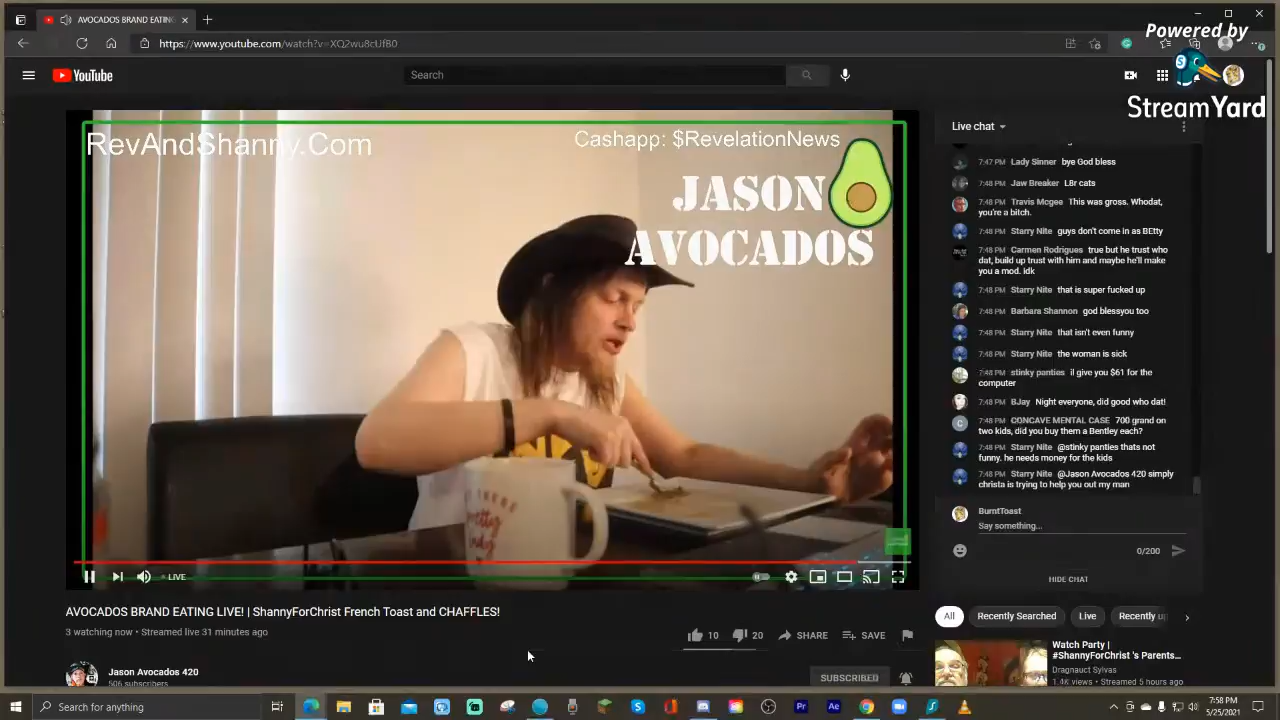 AVOCADOS BRAND EATING
https://www.youtube.com/watch?v=XQ2wu8cUfB0
Powered by
StreamYard
YouTube
Search
RevAndShanny.Com
Cashapp: $RevelationNews
JASON
AVOCADOS
LIVE
AVOCADOS BRAND EATING LIVE! | ShannyForChrist French Toast and CHAFFLES!
3 watching now • Streamed live 31 minutes ago
10
20
SHARE
SAVE
Jason Avocados 420
506 subscribers
SUBSCRIBED
Live chat
7:47 PM Lady Sinner bye God bless
7:48 PM Jaw Breaker L8r cats
7:48 PM Travis Mcgee This was gross. Whodat,
you're a bitch.
7:48 PM Starry Nite guys don't come in as BEtty
7:48 PM Carmen Rodrigues true but he trust who
dat, build up trust with him and maybe he'll make
you a mod. idk
7:48 PM Starry Nite that is super fucked up
7:48 PM Barbara Shannon god blessyou too
7:48 PM Starry Nite that isn't even funny
7:48 PM Starry Nite the woman is sick
7:48 PM stinky panties il give you $61 for the
computer
7:48 PM BJay Night everyone, did good who dat!
7:48 PM CONCAVE MENTAL CASE 700 grand on
two kids, did you buy them a Bentley each?
7:48 PM Starry Nite @stinky panties thats not
funny. he needs money for the kids
7:48 PM Starry Nite @Jason Avocados 420 simply
christa is trying to help you out my man
BurntToast
Say something...
0/200
HIDE CHAT
All
Recently Searched
Live
Recently up
Watch Party |
#ShannyForChrist 's Parents...
Dragnauct Sylvas
1.4K views • Streamed 5 hours ago
Search for anything
7:58 PM
5/25/2021